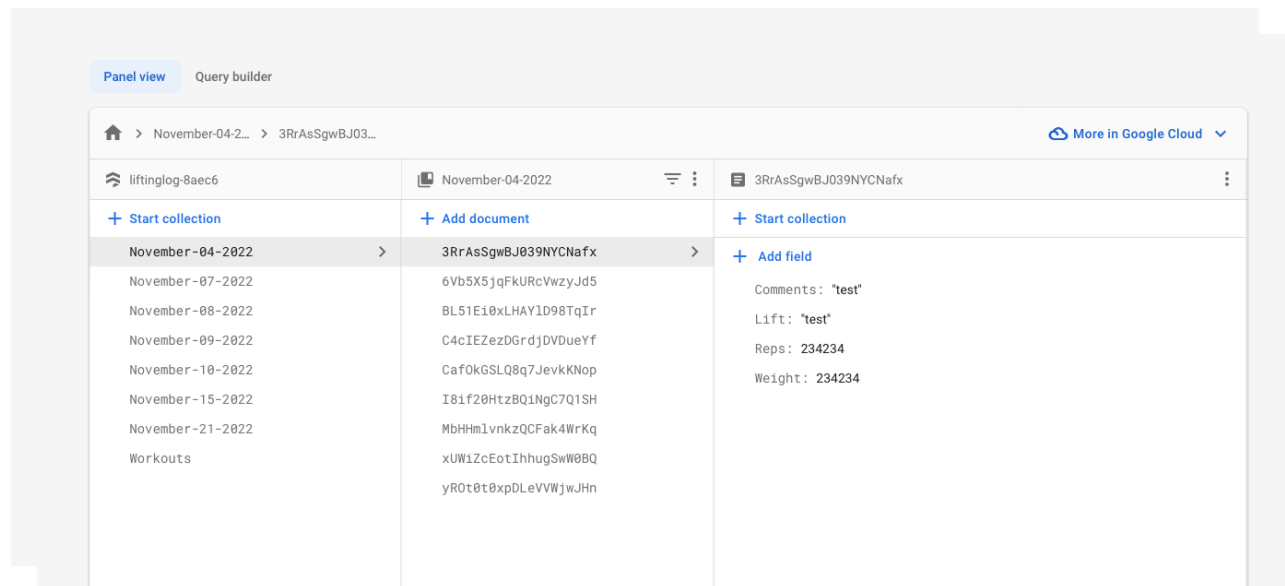 Panel view Query builder
November-04-2... 3RrAsSgwBJ03...
More in Google Cloud
liftinglog-8aec6
Start collection
November-04-2022
November-07-2022
November-08-2022
November-09-2022
November-10-2022
November-15-2022
November-21-2022
Workouts
November-04-2022
Add document
3RrAsSgwBJ039NYCNafx
6Vb5X5jqFkURcVwzyJd5
BL51Ei0xLHAYlD98TqIr
C4cIEZezDGrdjDVDueYf
CafOkGSLQ8q7JevkKNop
I8if20HtzBQiNgC7Q1SH
MbHHmlvnkzQCFak4WrKq
xUWiZcEotIhhugSwW0BQ
yROt0t0xpDLeVVWjwJHn
3RrAsSgwBJ039NYCNafx
Start collection
Add field
Comments: "test"
Lift: "test"
Reps: 234234
Weight: 234234